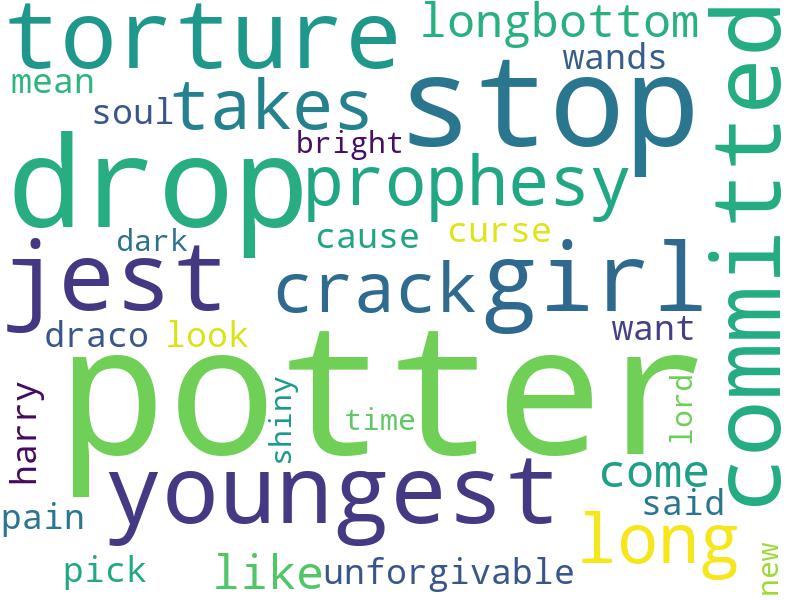 torture
longbottom
committed
mean
wands
soul
takes
stop
bright
drop
prophesy
dark
cause
curse
jest
crack
girl
draco
look
want
potter
harry
shiny
time
lord
youngest
come
said
pain
long
pick
like
unforgivable
new